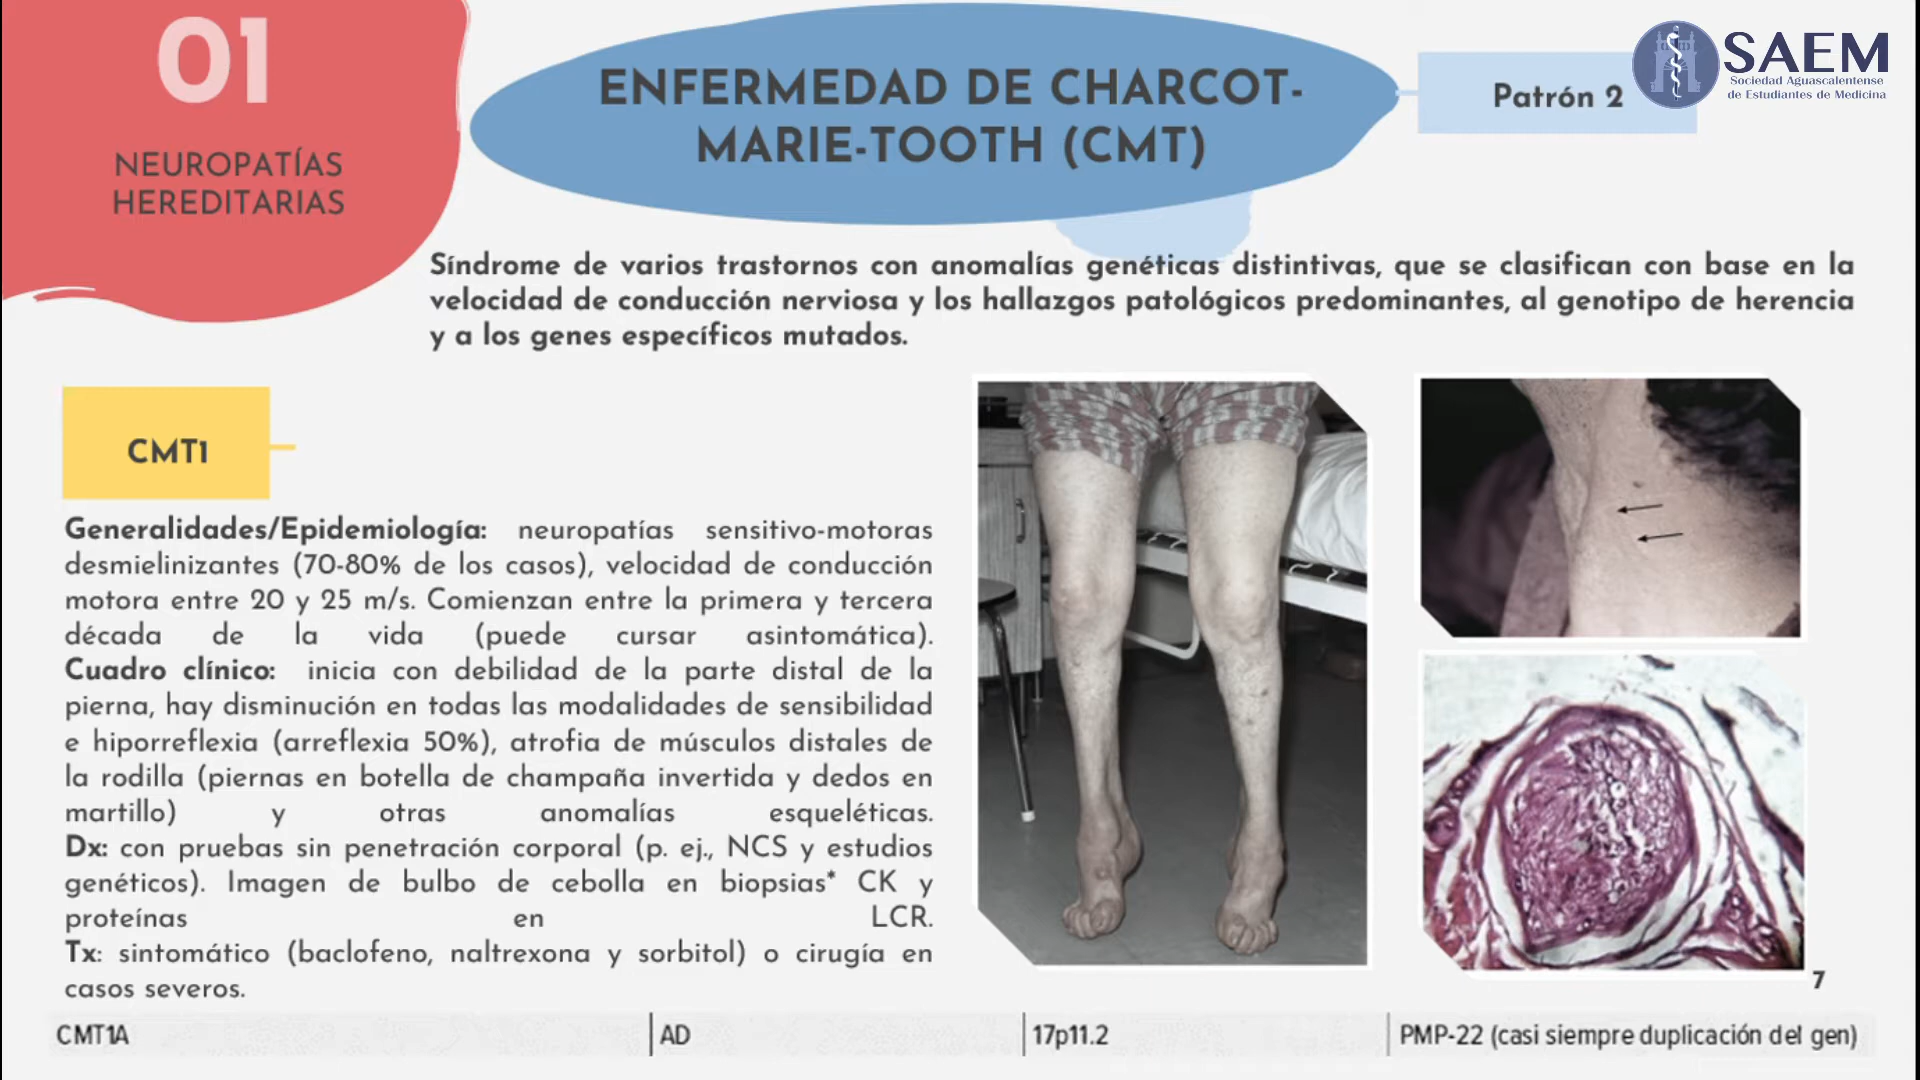 01
NEUROPATÍAS
HEREDITARIAS
ENFERMEDAD DE CHARCOT-
MARIE-TOOTH (CMT)
Patrón 2
SAEM
Sociedad Aguascalentense
de Estudiantes de Medicina
Síndrome de varios trastornos con anomalías genéticas distintivas, que se clasifican con base en la
velocidad de conducción nerviosa y los hallazgos patológicos predominantes, al genotipo de herencia
y a los genes específicos mutados.
CMT1
Generalidades/Epidemiología: neuropatías sensitivo-motoras
desmielinizantes (70-80% de los casos), velocidad de conducción
motora entre 20 y 25 m/s. Comienzan entre la primera y tercera
década de la vida (puede cursar asintomática).
Cuadro clínico: inicia con debilidad de la parte distal de la
pierna, hay disminución en todas las modalidades de sensibilidad
e hiporreflexia (arreflexia 50%), atrofia de músculos distales de
la rodilla (piernas en botella de champaña invertida y dedos en
martillo) y otras anomalías esqueléticas.
Dx: con pruebas sin penetración corporal (p. ej., NCS y estudios
genéticos). Imagen de bulbo de cebolla en biopsias* CK y
proteínas en LCR.
Tx: sintomático (baclofeno, naltrexona y sorbitol) o cirugía en
casos severos.
7
CMT1A
AD
17p11.2
PMP-22 (casi siempre duplicación del gen)